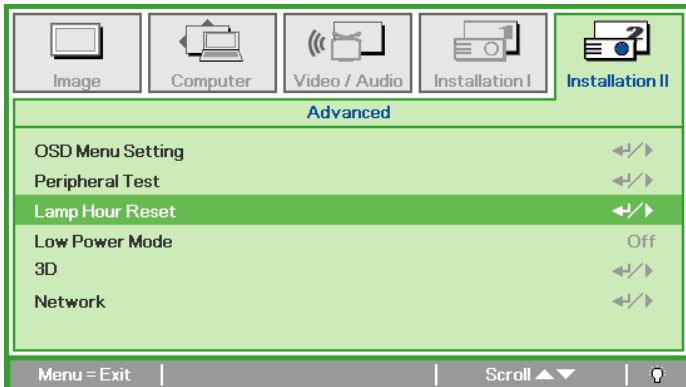 Image
Computer
Video / Audio
Installation I
Installation II
Advanced
OSD Menu Setting
Peripheral Test
Lamp Hour Reset
Low Power Mode Off
3D
Network
Menu = Exit Scroll ▲▼